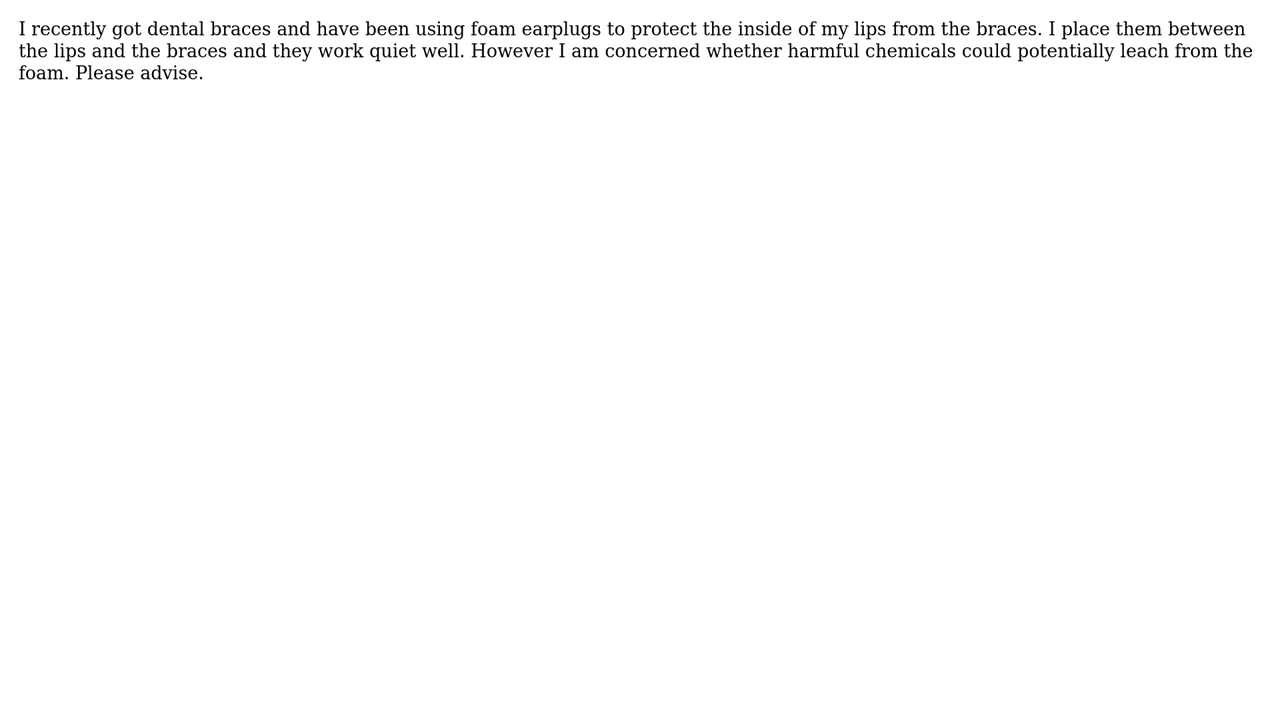 I recently got dental braces and have been using foam earplugs to protect the inside of my lips from the braces. I place them between
the lips and the braces and they work quiet well. However I am concerned whether harmful chemicals could potentially leach from the
foam. Please advise.